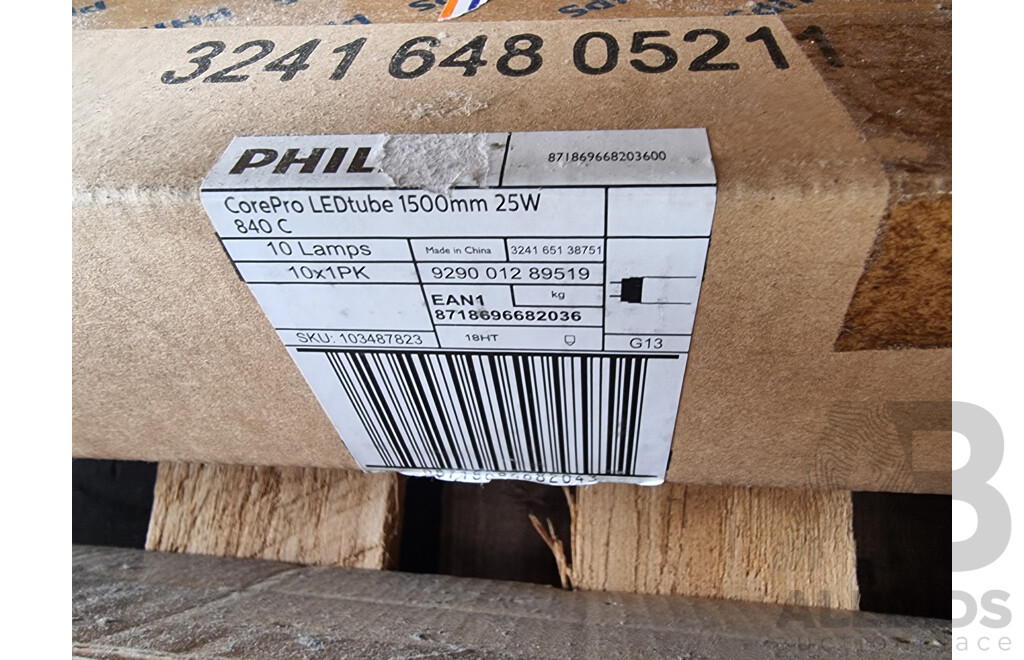 3241 648 05211
PHIL
871869668203600
CorePro LEDtube 1500mm 25W
840 C
10 Lamps
Made in China
3241 651 38751
10x1PK
9290 012 89519
kg
EAN1
8718696682036
SKU: 103487823
18HT
G13